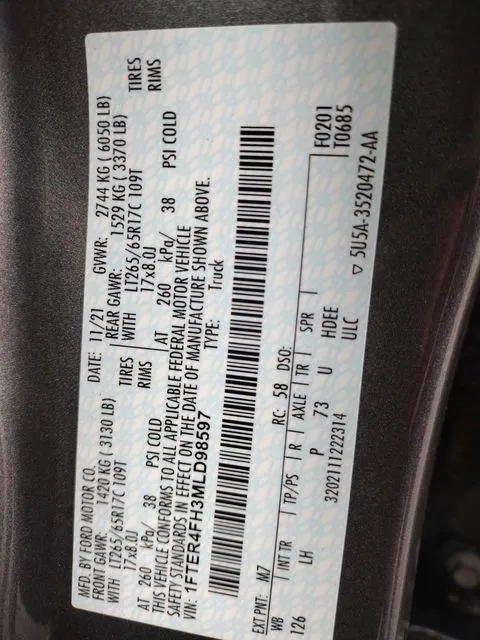 MFD. BY FORD MOTOR CO.
DATE: 11/21 GVWR: 2744 KG ( 6050 LB)
FRONT GAWR: 1420 KG ( 3130 LB) REAR GAWR: 1529 KG ( 3370 LB)
WITH LT265/65R17C 109T TIRES WITH LT265/65R17C 109T TIRES
17x8.0J RIMS 17x8.0J RIMS
AT 260 kPa/ 38 PSI COLD AT 260 kPa/ 38 PSI COLD
THIS VEHICLE CONFORMS TO ALL APPLICABLE FEDERAL MOTOR VEHICLE
SAFETY STANDARDS IN EFFECT ON THE DATE OF MANUFACTURE SHOWN ABOVE.
VIN: 1FTER4FH3MLD98597 TYPE: Truck
EXT PNT: M7 RC: 58 DSO: F0201
WB INT TR TP/PS R AXLE TR SPR T0685
126 LH P 73 U HDEE
3202111222314 ULC
▽ 5U5A-3520472-AA